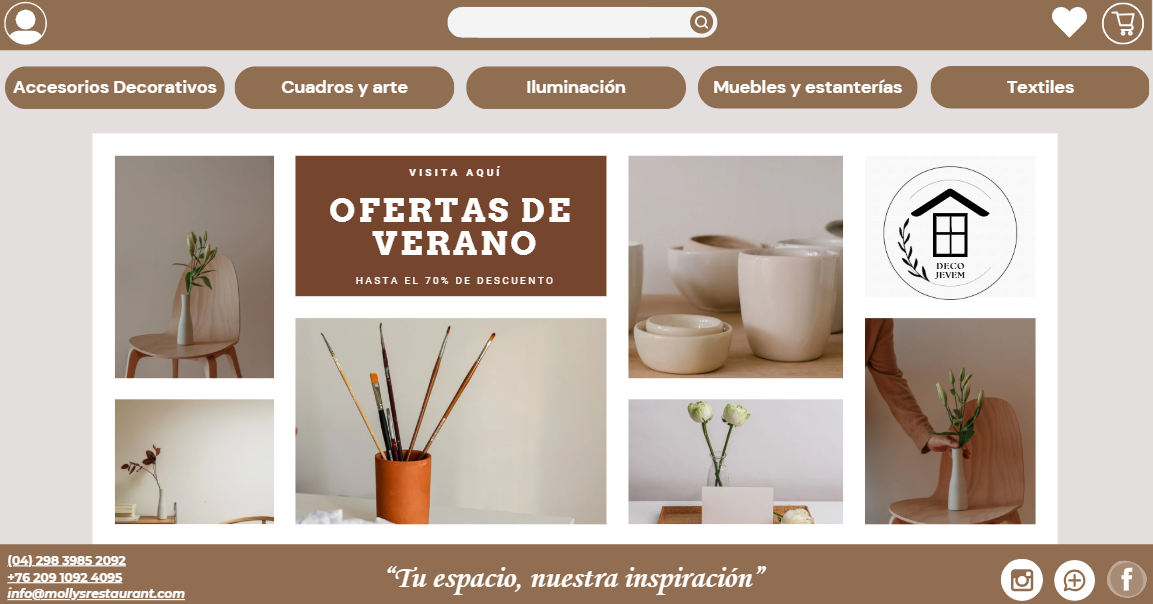 Accesorios Decorativos
Cuadros y arte
Iluminación
Muebles y estanterías
Textiles
VISITA AQUÍ
OFERTAS DE
VERANO
HASTA EL 70% DE DESCUENTO
DECO
JEVEM
(04) 298 3985 2092
+76 209 1092 4095
info@mollysrestaurant.com
“Tu espacio, nuestra inspiración”